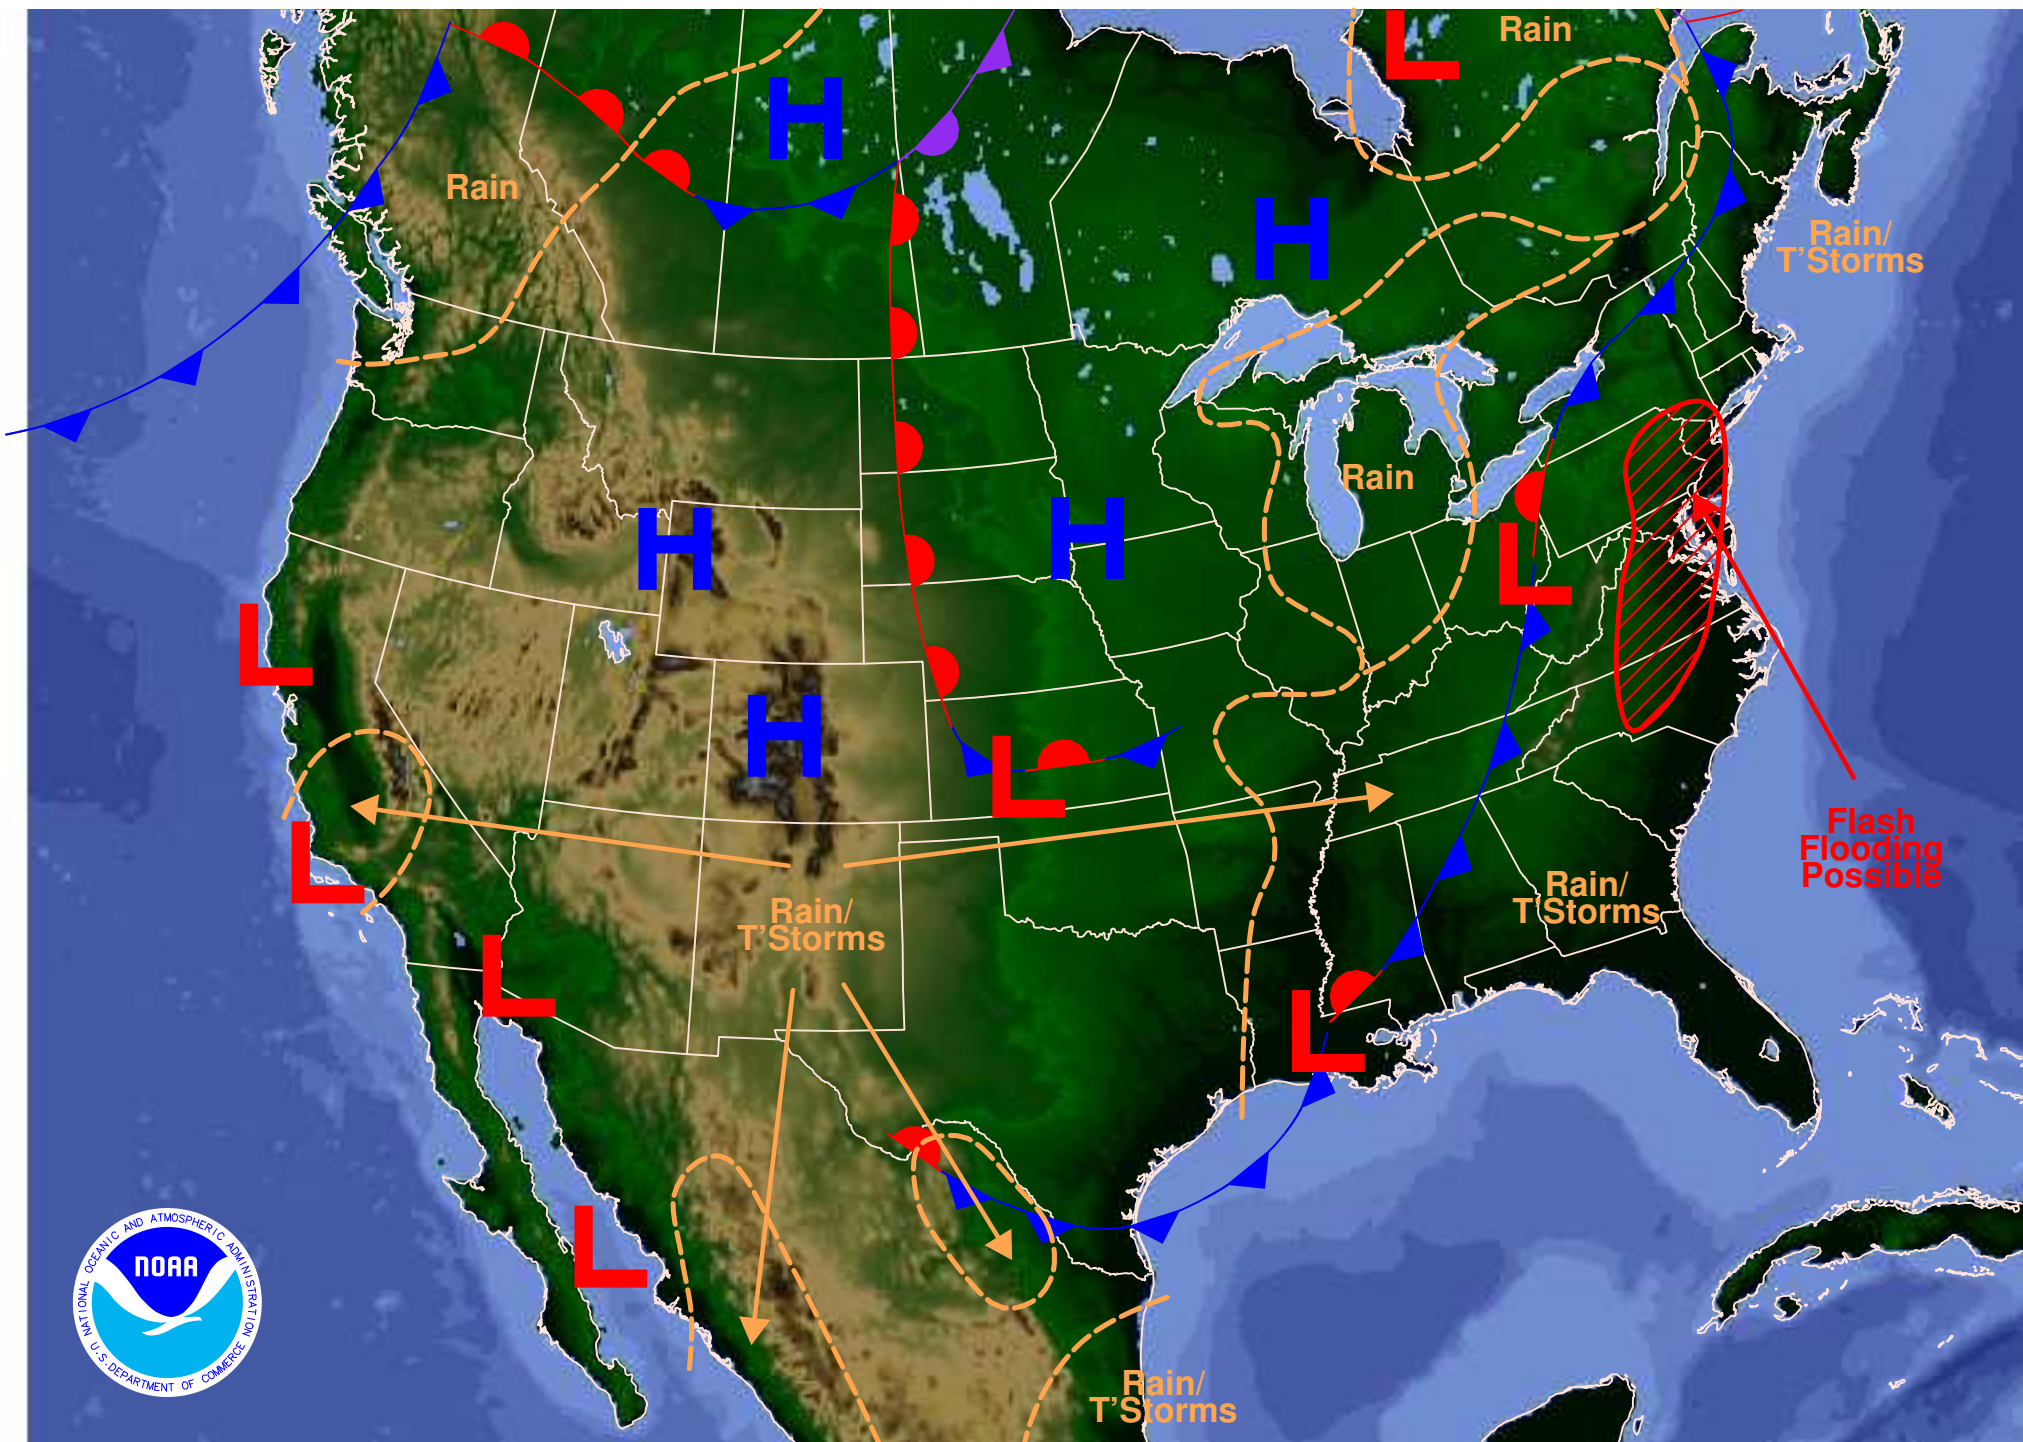 L
Rain
H
Rain
H
Rain/
T'Storms
Rain
H
H
L
L
H
L
L
Flash
Flooding
Possible
Rain/
T'Storms
Rain/
T'Storms
L
L
L
Rain/
T'Storms
NATIONAL OCEANIC AND ATMOSPHERIC ADMINISTRATION
NOAA
U.S. DEPARTMENT OF COMMERCE